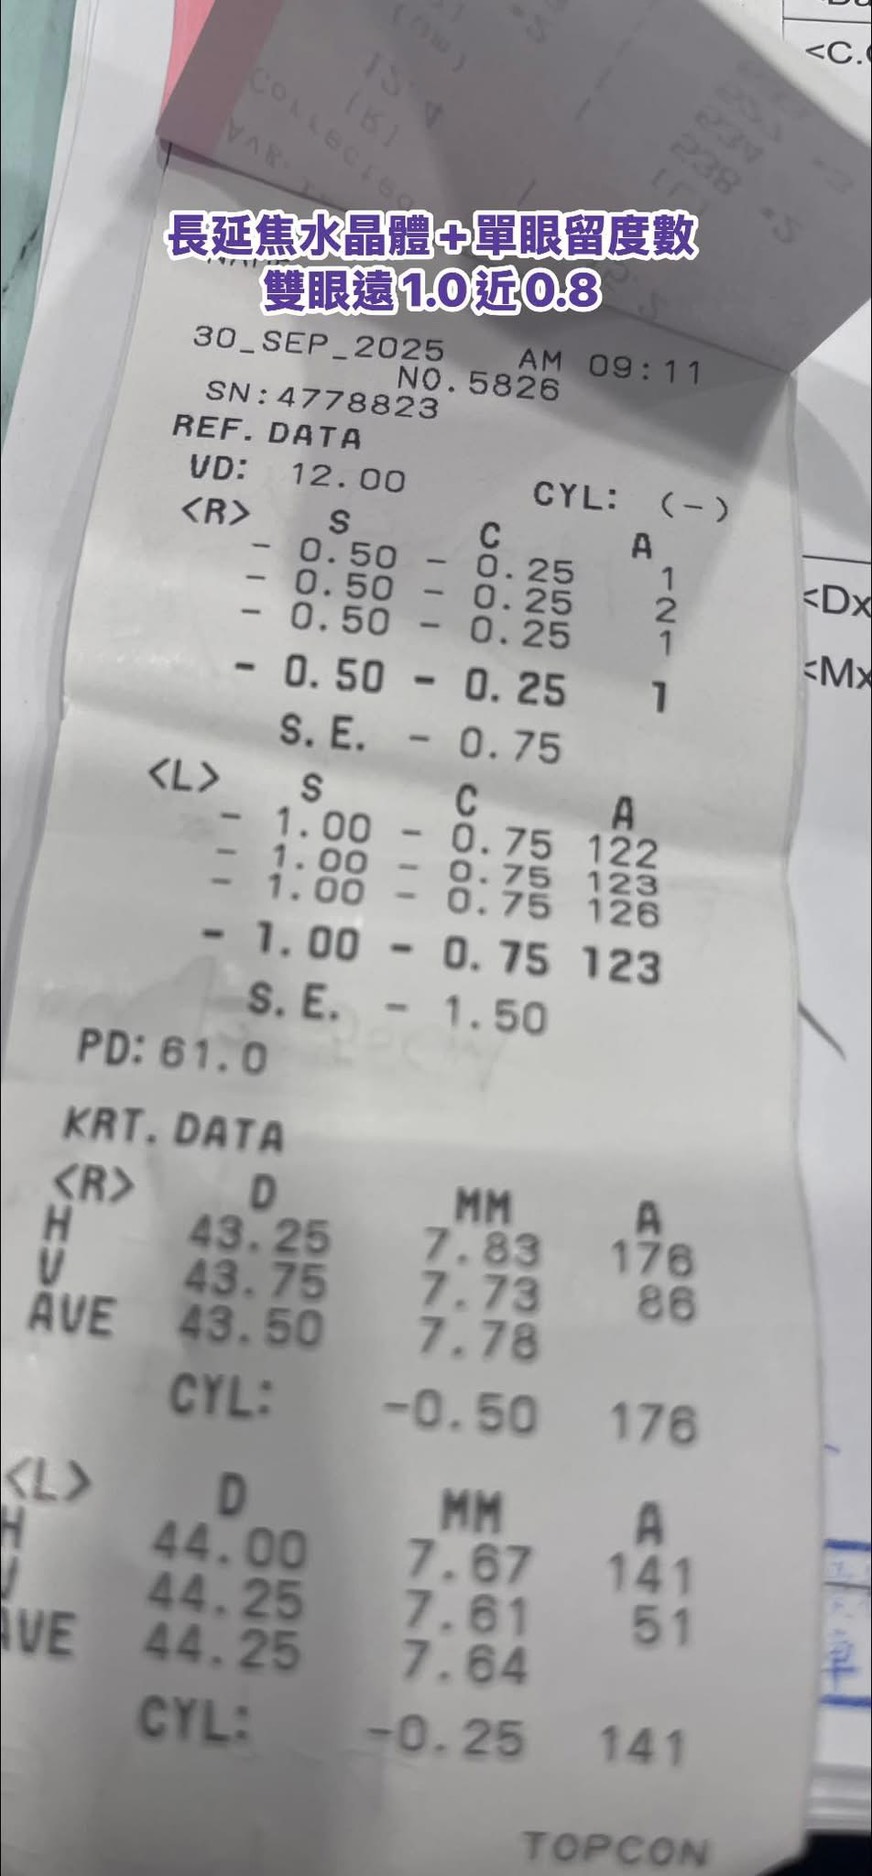 <C.
長延焦水晶體+單眼留度數
雙眼遠1.0近0.8
30_SEP_2025 AM 09:11
NO.5826
SN:4778823
REF. DATA
VD: 12.00 CYL: (-)
<R> S C A
- 0.50 - 0.25 1
- 0.50 - 0.25 2
- 0.50 - 0.25 1
- 0.50 - 0.25 1
S.E. - 0.75
<L> S C A
- 1.00 - 0.75 122
- 1.00 - 0.75 123
- 1.00 - 0.75 126
- 1.00 - 0.75 123
S.E. - 1.50
PD: 61.0
KRT. DATA
<R> D MM A
H 43.25 7.83 176
V 43.75 7.73 86
AVE 43.50 7.78
CYL: -0.50 176
<L> D MM A
H 44.00 7.67 141
V 44.25 7.61 51
AVE 44.25 7.64
CYL: -0.25 141
TOPCON
<Dx
<Mx